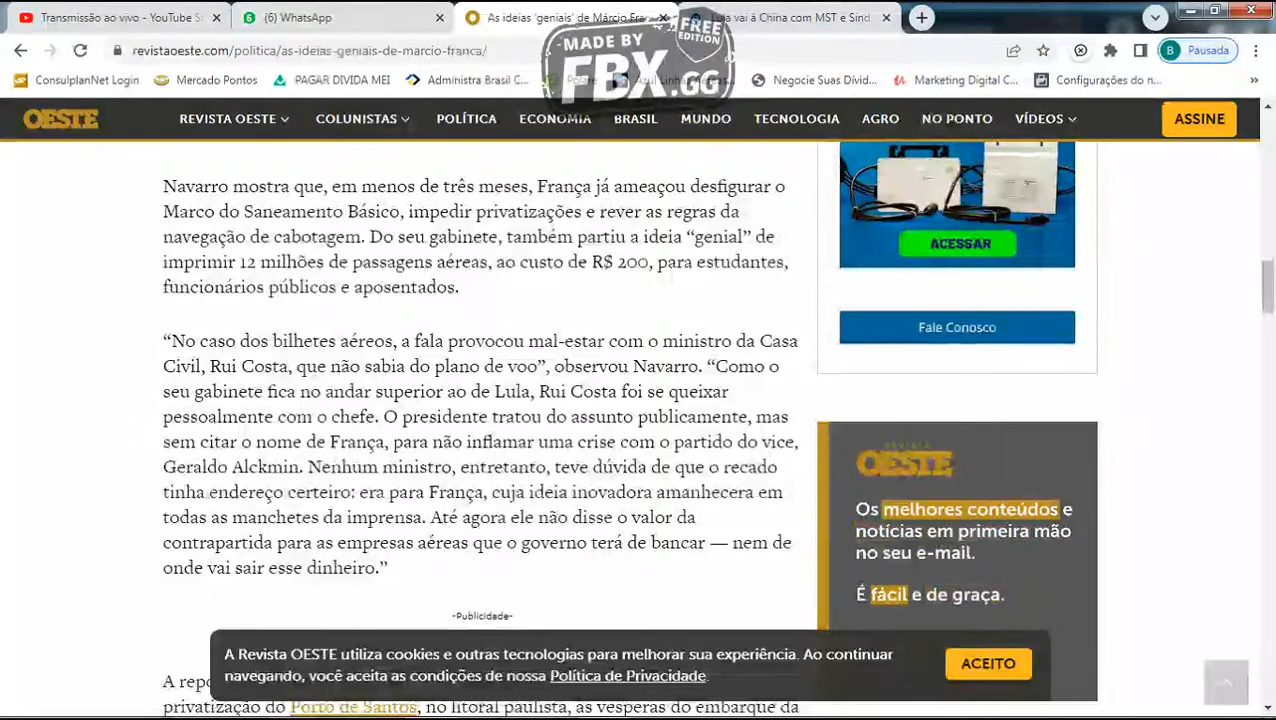 Transmissão ao vivo - YouTube St
(6) WhatsApp
As ideias 'geniais' de Márcio Fra
Lula vai à China com MST e Sind
MADE BY
FBX.GG
FREE
EDITION
revistaoeste.com/politica/as-ideias-geniais-de-marcio-franca/
B Pausada
ConsulplanNet Login
Mercado Pontos
PAGAR DIVIDA MEI
Administra Brasil C...
Azul Linhas
Negocie Suas Dívid...
Marketing Digital C...
Configurações do n...
»
OESTE
REVISTA OESTE
COLUNISTAS
POLÍTICA
ECONOMIA
BRASIL
MUNDO
TECNOLOGIA
AGRO
NO PONTO
VÍDEOS
ASSINE
Navarro mostra que, em menos de três meses, França já ameaçou desfigurar o
Marco do Saneamento Básico, impedir privatizações e rever as regras da
navegação de cabotagem. Do seu gabinete, também partiu a ideia “genial” de
imprimir 12 milhões de passagens aéreas, ao custo de R$ 200, para estudantes,
funcionários públicos e aposentados.
“No caso dos bilhetes aéreos, a fala provocou mal-estar com o ministro da Casa
Civil, Rui Costa, que não sabia do plano de voo”, observou Navarro. “Como o
seu gabinete fica no andar superior ao de Lula, Rui Costa foi se queixar
pessoalmente com o chefe. O presidente tratou do assunto publicamente, mas
sem citar o nome de França, para não inflamar uma crise com o partido do vice,
Geraldo Alckmin. Nenhum ministro, entretanto, teve dúvida de que o recado
tinha endereço certeiro: era para França, cuja ideia inovadora amanhecera em
todas as manchetes da imprensa. Até agora ele não disse o valor da
contrapartida para as empresas aéreas que o governo terá de bancar — nem de
onde vai sair esse dinheiro.”
-Publicidade-
A repo
privatização do Porto de Santos, no litoral paulista, às vésperas do embarque da
ACESSAR
Fale Conosco
REVISTA
OESTE
Os melhores conteúdos e
notícias em primeira mão
no seu e-mail.
É fácil e de graça.
A Revista OESTE utiliza cookies e outras tecnologias para melhorar sua experiência. Ao continuar
navegando, você aceita as condições de nossa Política de Privacidade.
ACEITO